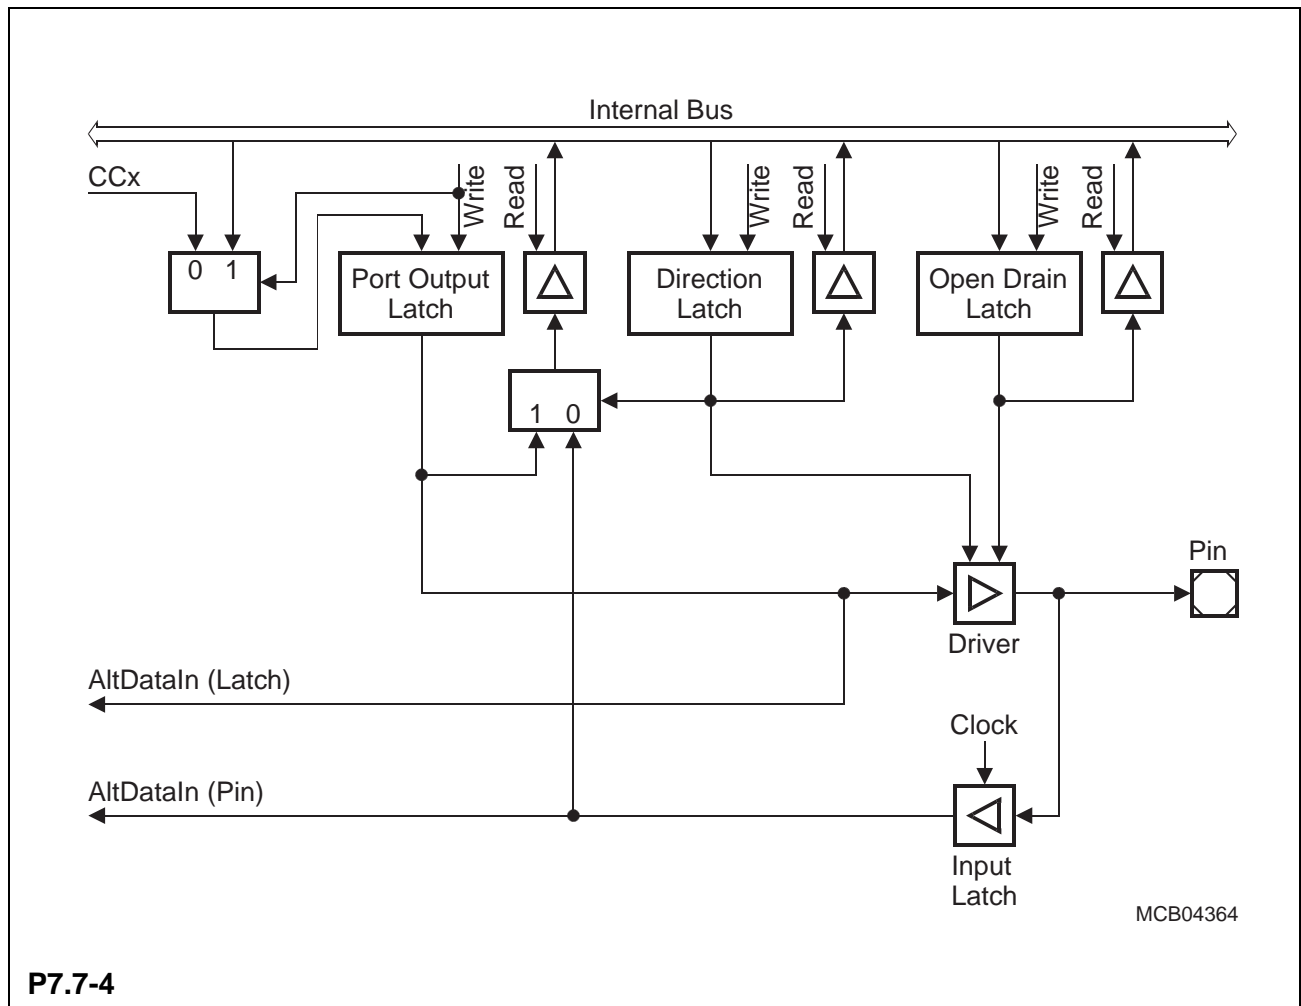 Internal Bus
CCx
Write
Read
Write
Read
Write
Read
0 1
Port Output
Latch
Direction
Latch
Open Drain
Latch
1 0
Pin
Driver
AltDataIn (Latch)
Clock
AltDataIn (Pin)
Input
Latch
MCB04364
P7.7-4